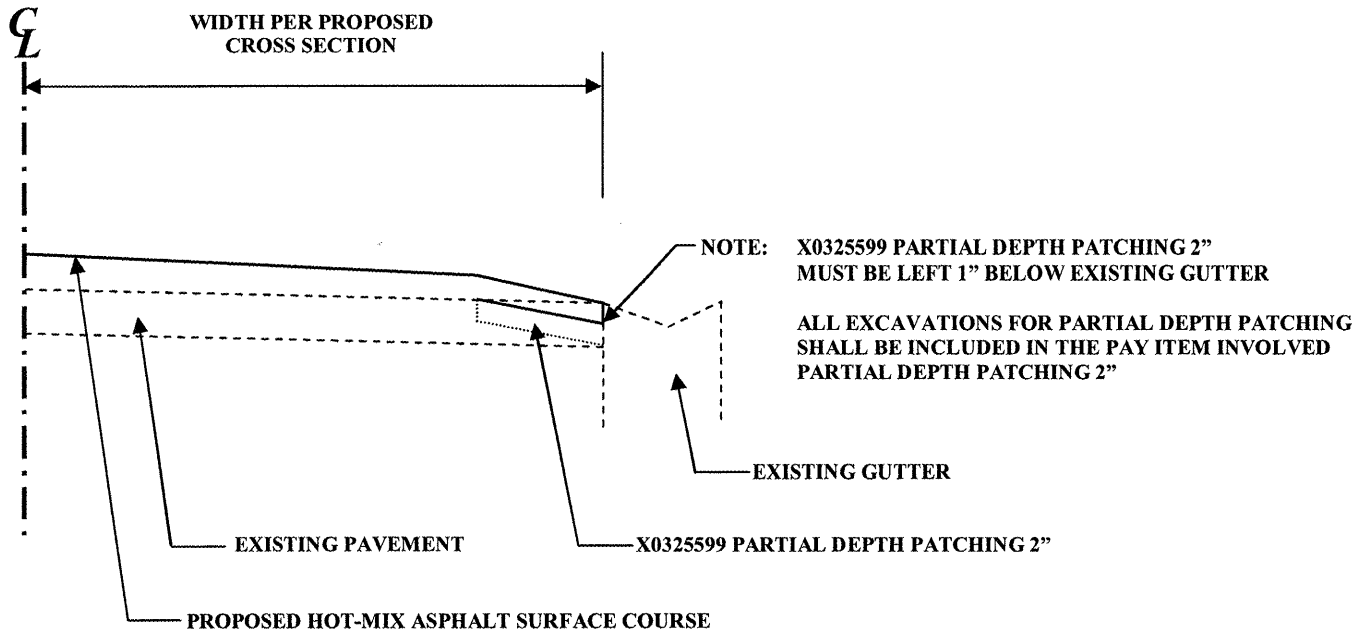 CL
WIDTH PER PROPOSED
CROSS SECTION
NOTE: X0325599 PARTIAL DEPTH PATCHING 2”
MUST BE LEFT 1” BELOW EXISTING GUTTER
ALL EXCAVATIONS FOR PARTIAL DEPTH PATCHING
SHALL BE INCLUDED IN THE PAY ITEM INVOLVED
PARTIAL DEPTH PATCHING 2”
EXISTING GUTTER
EXISTING PAVEMENT
X0325599 PARTIAL DEPTH PATCHING 2”
PROPOSED HOT-MIX ASPHALT SURFACE COURSE